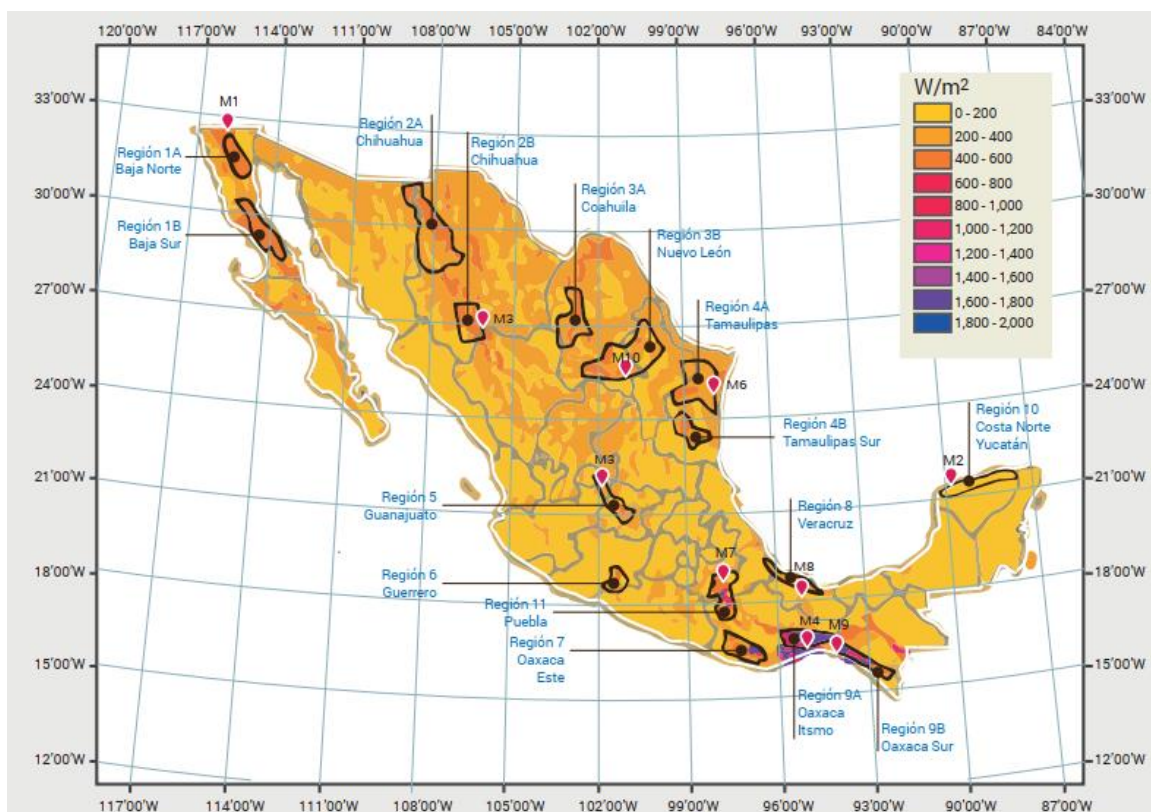 120°00'W 117°00'W 114°00'W 111°00'W 108°00'W 105°00'W 102°00'W 99°00'W 96°00'W 93°00'W 90°00'W 87°00'W 84°00'W
33°00'W
33°00'W
30°00'W
30°00'W
27°00'W
27°00'W
24°00'W
24°00'W
21°00'W
21°00'W
18°00'W
18°00'W
15°00'W
15°00'W
12°00'W
12°00'W
W/m²
0 - 200
200 - 400
400 - 600
600 - 800
800 - 1,000
1,000 - 1,200
1,200 - 1,400
1,400 - 1,600
1,600 - 1,800
1,800 - 2,000
M1
Región 1A
Baja Norte
Región 1B
Baja Sur
Región 2A
Chihuahua
Región 2B
Chihuahua
M3
Región 3A
Coahuila
Región 3B
Nuevo León
M10
Región 4A
Tamaulipas
M6
Región 4B
Tamaulipas Sur
M3
Región 5
Guanajuato
Región 6
Guerrero
M7
Región 11
Puebla
Región 7
Oaxaca
Este
Región 8
Veracruz
M8
M4
M9
Región 9A
Oaxaca
Itsmo
Región 9B
Oaxaca Sur
M2
Región 10
Costa Norte
Yucatán
117°00'W 114°00'W 111°00'W 108°00'W 105°00'W 102°00'W 99°00'W 96°00'W 93°00'W 90°00'W 87°00'W